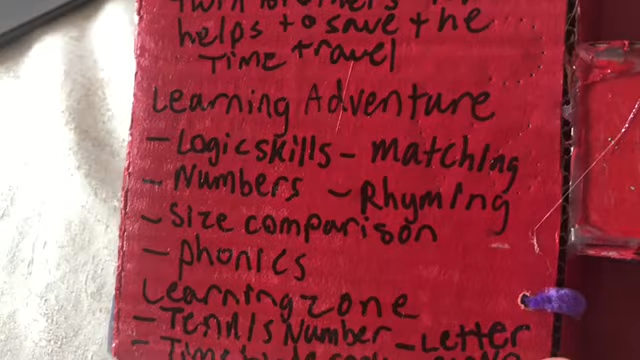 helps to save the
Time travel
Learning Adventure
- Logic skills - matching
- Numbers - Rhyming
- Size comparison
- phonics
Learning zone
- Tennis Number - Letter